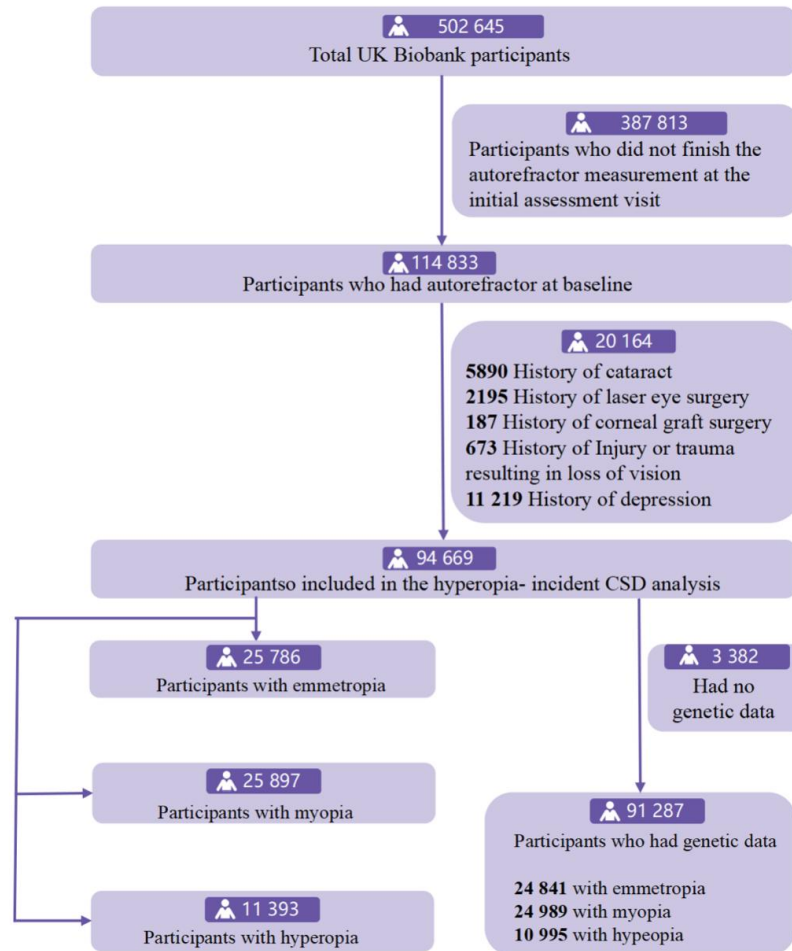 502 645
Total UK Biobank participants
387 813
Participants who did not finish the
autorefractor measurement at the
initial assessment visit
114 833
Participants who had autorefractor at baseline
20 164
5890 History of cataract
2195 History of laser eye surgery
187 History of corneal graft surgery
673 History of Injury or trauma
resulting in loss of vision
11 219 History of depression
94 669
Participantso included in the hyperopia- incident CSD analysis
25 786
Participants with emmetropia
3 382
Had no
genetic data
25 897
Participants with myopia
91 287
Participants who had genetic data
24 841 with emmetropia
24 989 with myopia
10 995 with hypeopia
11 393
Participants with hyperopia